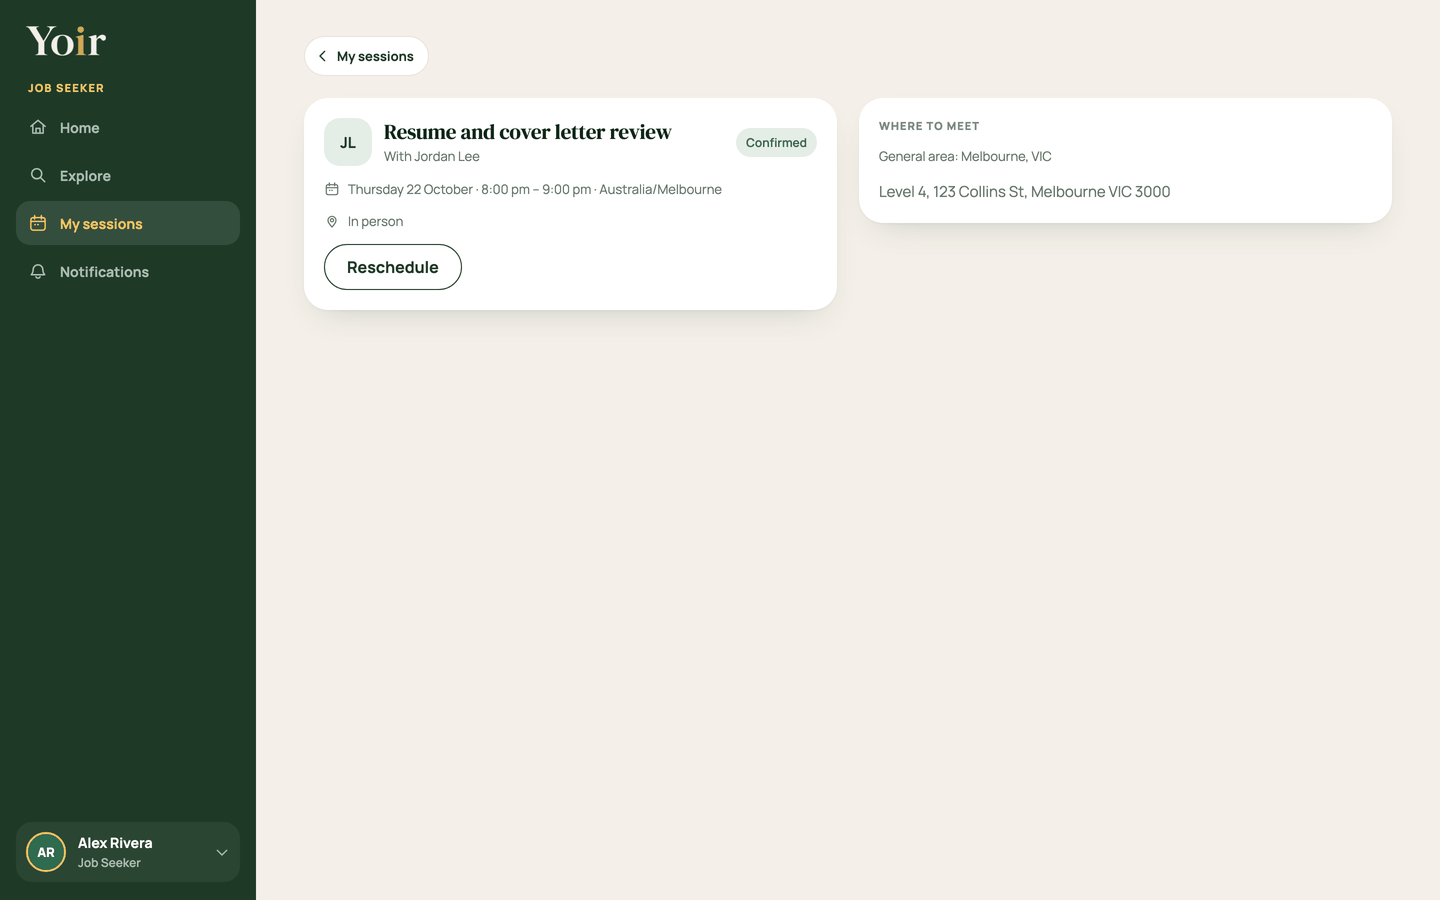 Yoir
JOB SEEKER
Home
Explore
My sessions
Notifications
AR
Alex Rivera
Job Seeker
My sessions
JL
Resume and cover letter review
With Jordan Lee
Confirmed
Thursday 22 October · 8:00 pm – 9:00 pm · Australia/Melbourne
In person
Reschedule
WHERE TO MEET
General area: Melbourne, VIC
Level 4, 123 Collins St, Melbourne VIC 3000